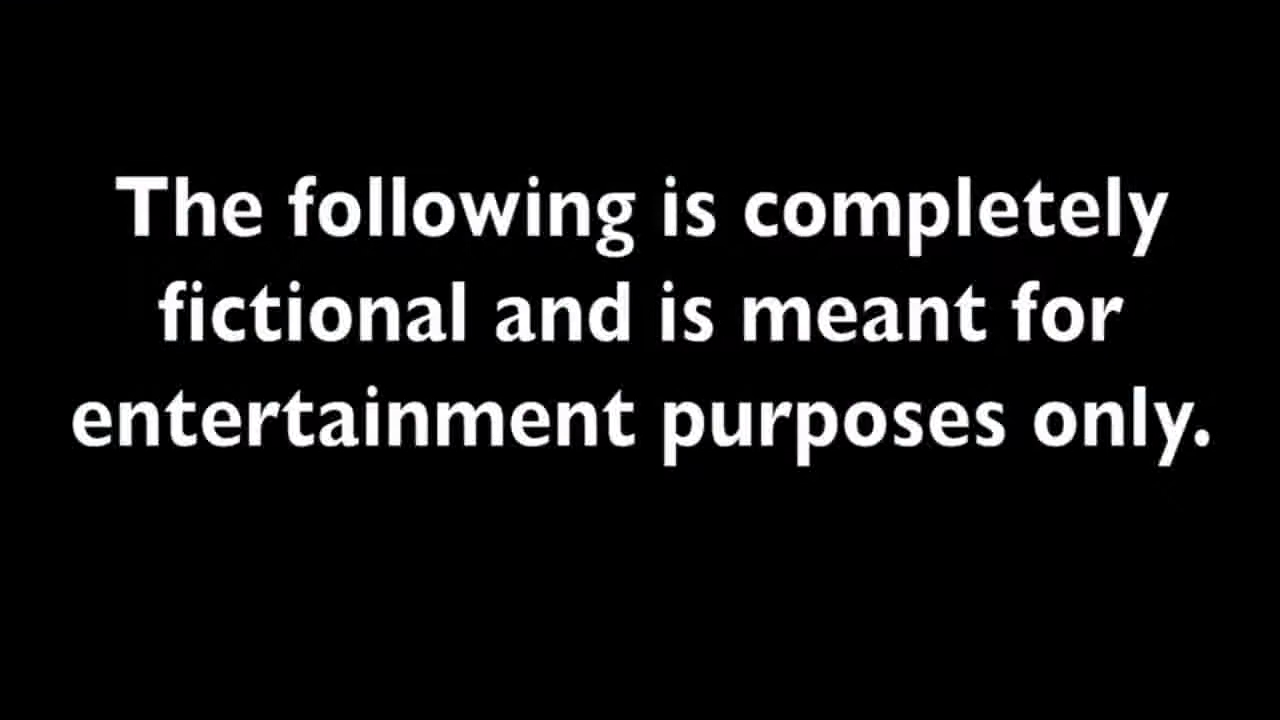 The following is completely
fictional and is meant for
entertainment purposes only.